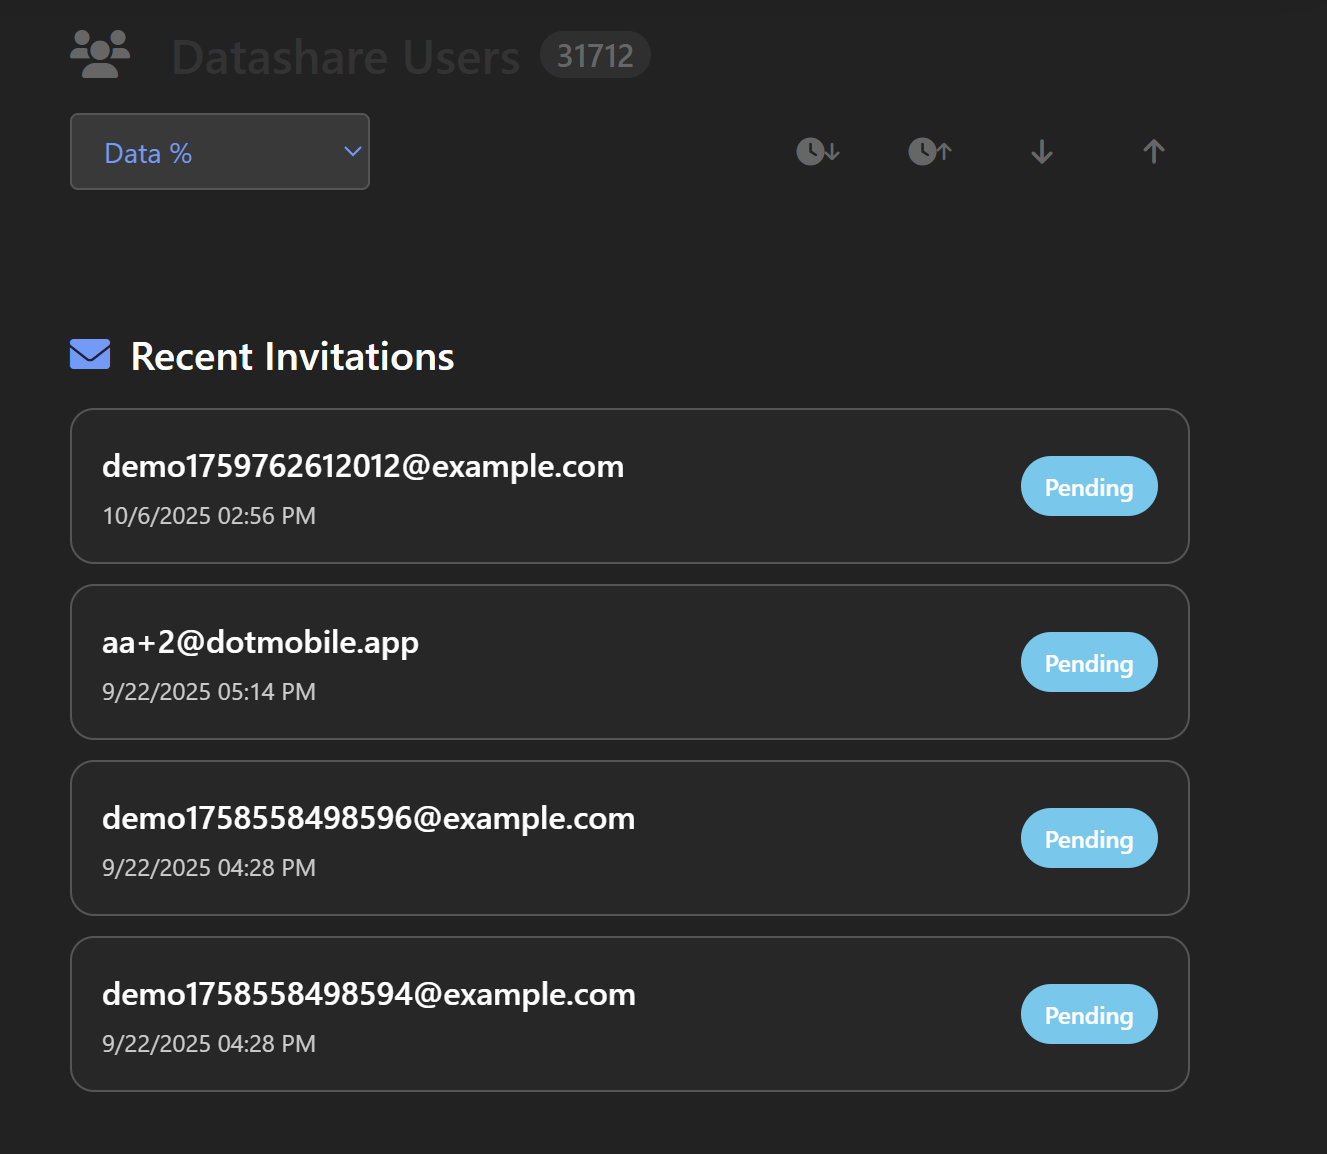 Datashare Users 31712
Data %
Recent Invitations
demo1759762612012@example.com
10/6/2025 02:56 PM
Pending
aa+2@dotmobile.app
9/22/2025 05:14 PM
Pending
demo1758558498596@example.com
9/22/2025 04:28 PM
Pending
demo1758558498594@example.com
9/22/2025 04:28 PM
Pending